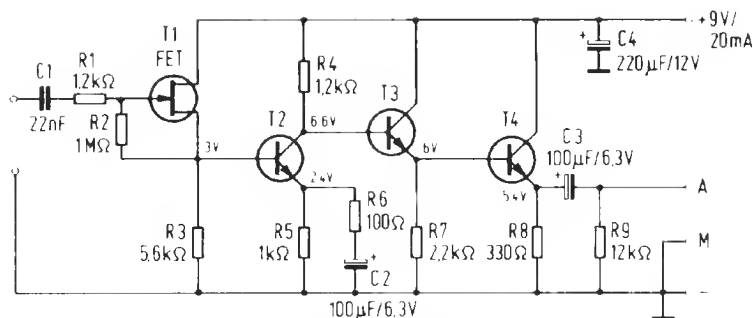 T1
FET
C1
22nF
R1
1,2kΩ
R2
1MΩ
3V
R3
5,6kΩ
R4
1,2kΩ
6.6V
T2
2.4V
R5
1kΩ
R6
100Ω
C2
100µF/6,3V
T3
6V
R7
2,2kΩ
T4
5.4V
R8
330Ω
C3
100µF/6,3V
+
R9
12kΩ
+
C4
220µF/12V
+9V/
20mA
A
M
-